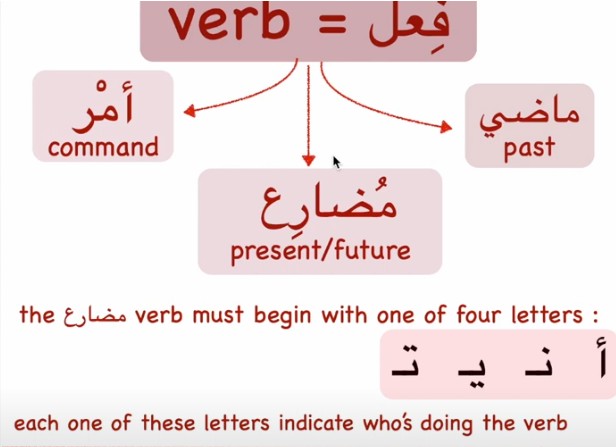 verb = فِعل
أمْر
command
ماضي
past
مُضارِع
present/future
the مضارع verb must begin with one of four letters :
أ نـ يـ تـ
each one of these letters indicate who's doing the verb